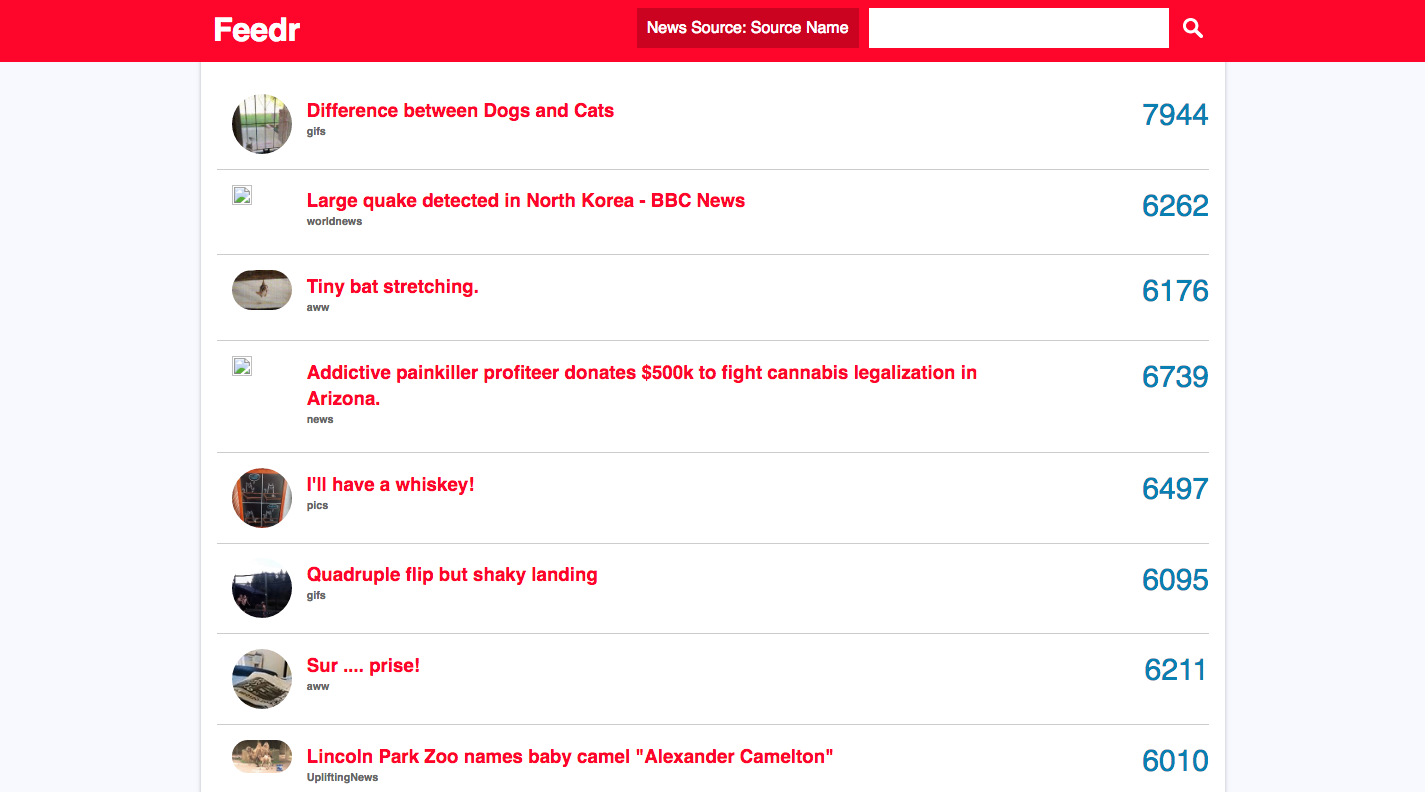 Feedr
News Source: Source Name
Difference between Dogs and Cats
7944
gifs
Large quake detected in North Korea - BBC News
6262
worldnews
Tiny bat stretching.
6176
aww
Addictive painkiller profiteer donates $500k to fight cannabis legalization in
6739
Arizona.
news
I'll have a whiskey!
6497
pics
Quadruple flip but shaky landing
6095
gifs
Sur .... prise!
6211
aww
Lincoln Park Zoo names baby camel "Alexander Camelton"
6010
UpliftingNews